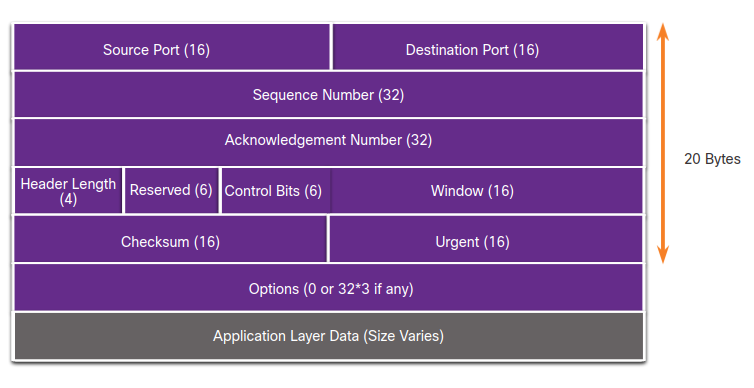 Source Port (16)
Destination Port (16)
Sequence Number (32)
Acknowledgement Number (32)
20 Bytes
Header Length
(4)
Reserved (6)
Control Bits (6)
Window (16)
Checksum (16)
Urgent (16)
Options (0 or 32*3 if any)
Application Layer Data (Size Varies)